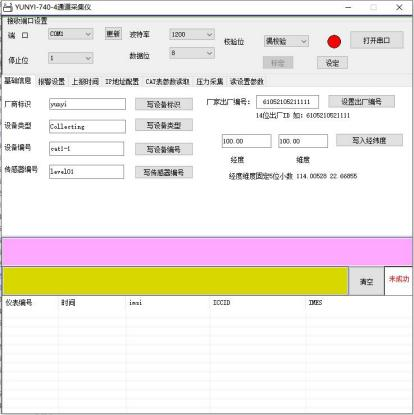 YUNYI-740-4通道采集仪
接收端口设置
端 口 COM1 更新 波特率 1200 校验位 偶校验 打开串口
停止位 1 数据位 8 标定 设定
基础信息 报警设置 上报时间 IP地址配置 CAT表参数读取 压力采集 读设置参数
厂商标识 yunyi 写设备标识 厂家出厂编号: 61052105211111 设置出厂编号
14位出厂ID 如: 6105210521111
设备类型 Collecting 写设备类型
设备编号 cat1-1 写设备编号 100.00 100.00 写入经纬度
经度 维度
传感器编号 level01 写传感器编号 经度维度固定5位小数 114.00528 22.66855
清空 未成功
仪表编号 时间 imsi ICCID IMES